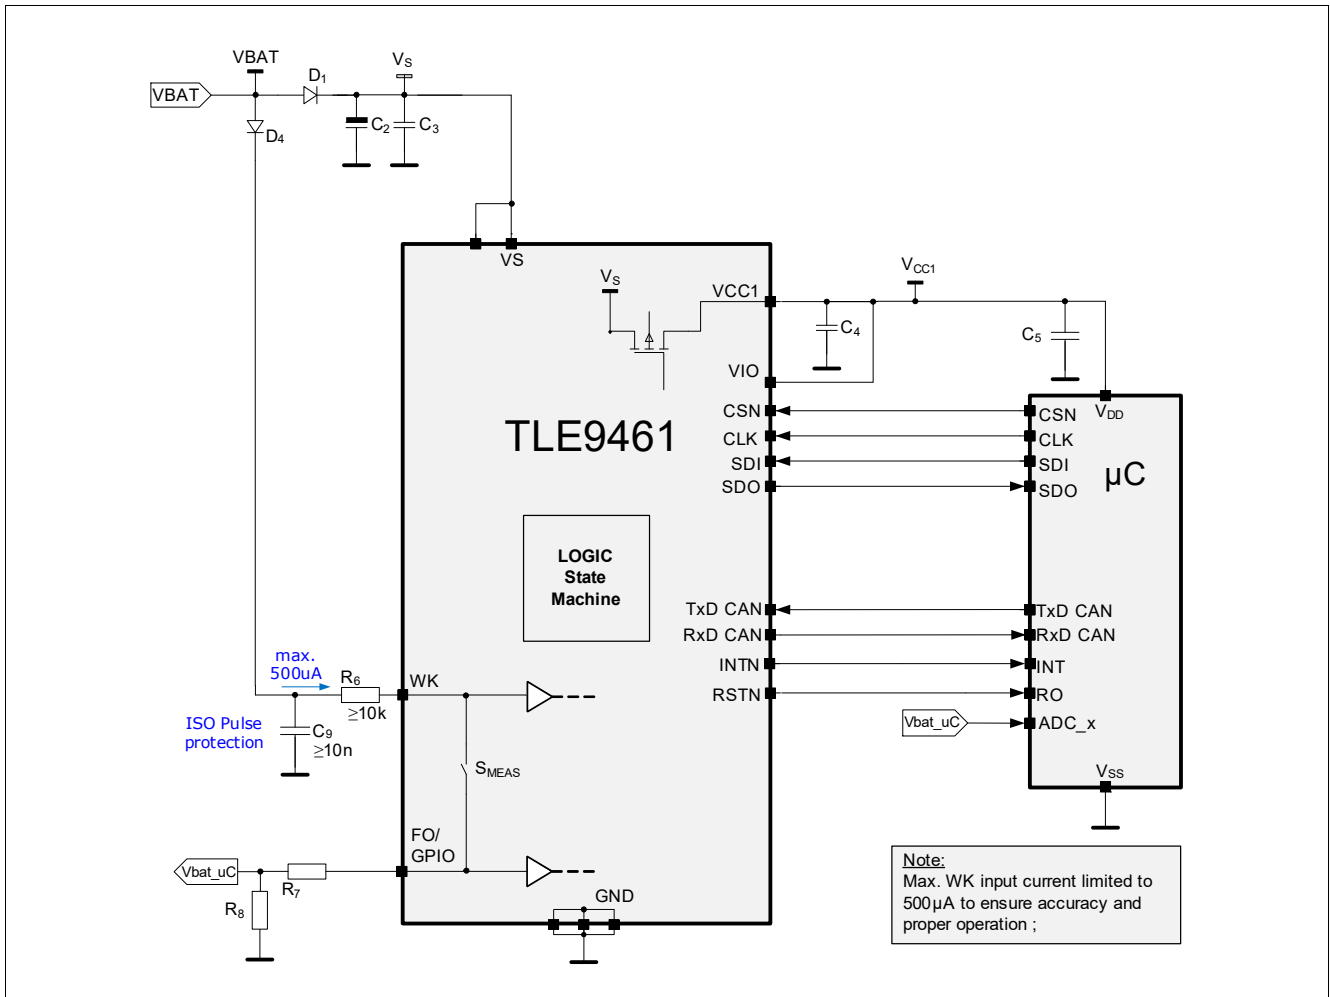 VBAT
VS
D1
VBAT
C2
C3
D4
VS
VS
VCC1
VCC1
C4
C5
VIO
CSN
CSN
VDD
TLE9461
CLK
CLK
SDI
SDI
µC
SDO
SDO
LOGIC
State
Machine
TxD CAN
TxD CAN
RxD CAN
RxD CAN
max.
500uA
R6
WK
INTN
INT
≥10k
RSTN
RO
ISO Pulse
protection
C9
≥10n
Vbat_uC
ADC_x
SMEAS
VSS
FO/
GPIO
Vbat_uC
R7
R8
GND
Note:
Max. WK input current limited to
500µA to ensure accuracy and
proper operation ;